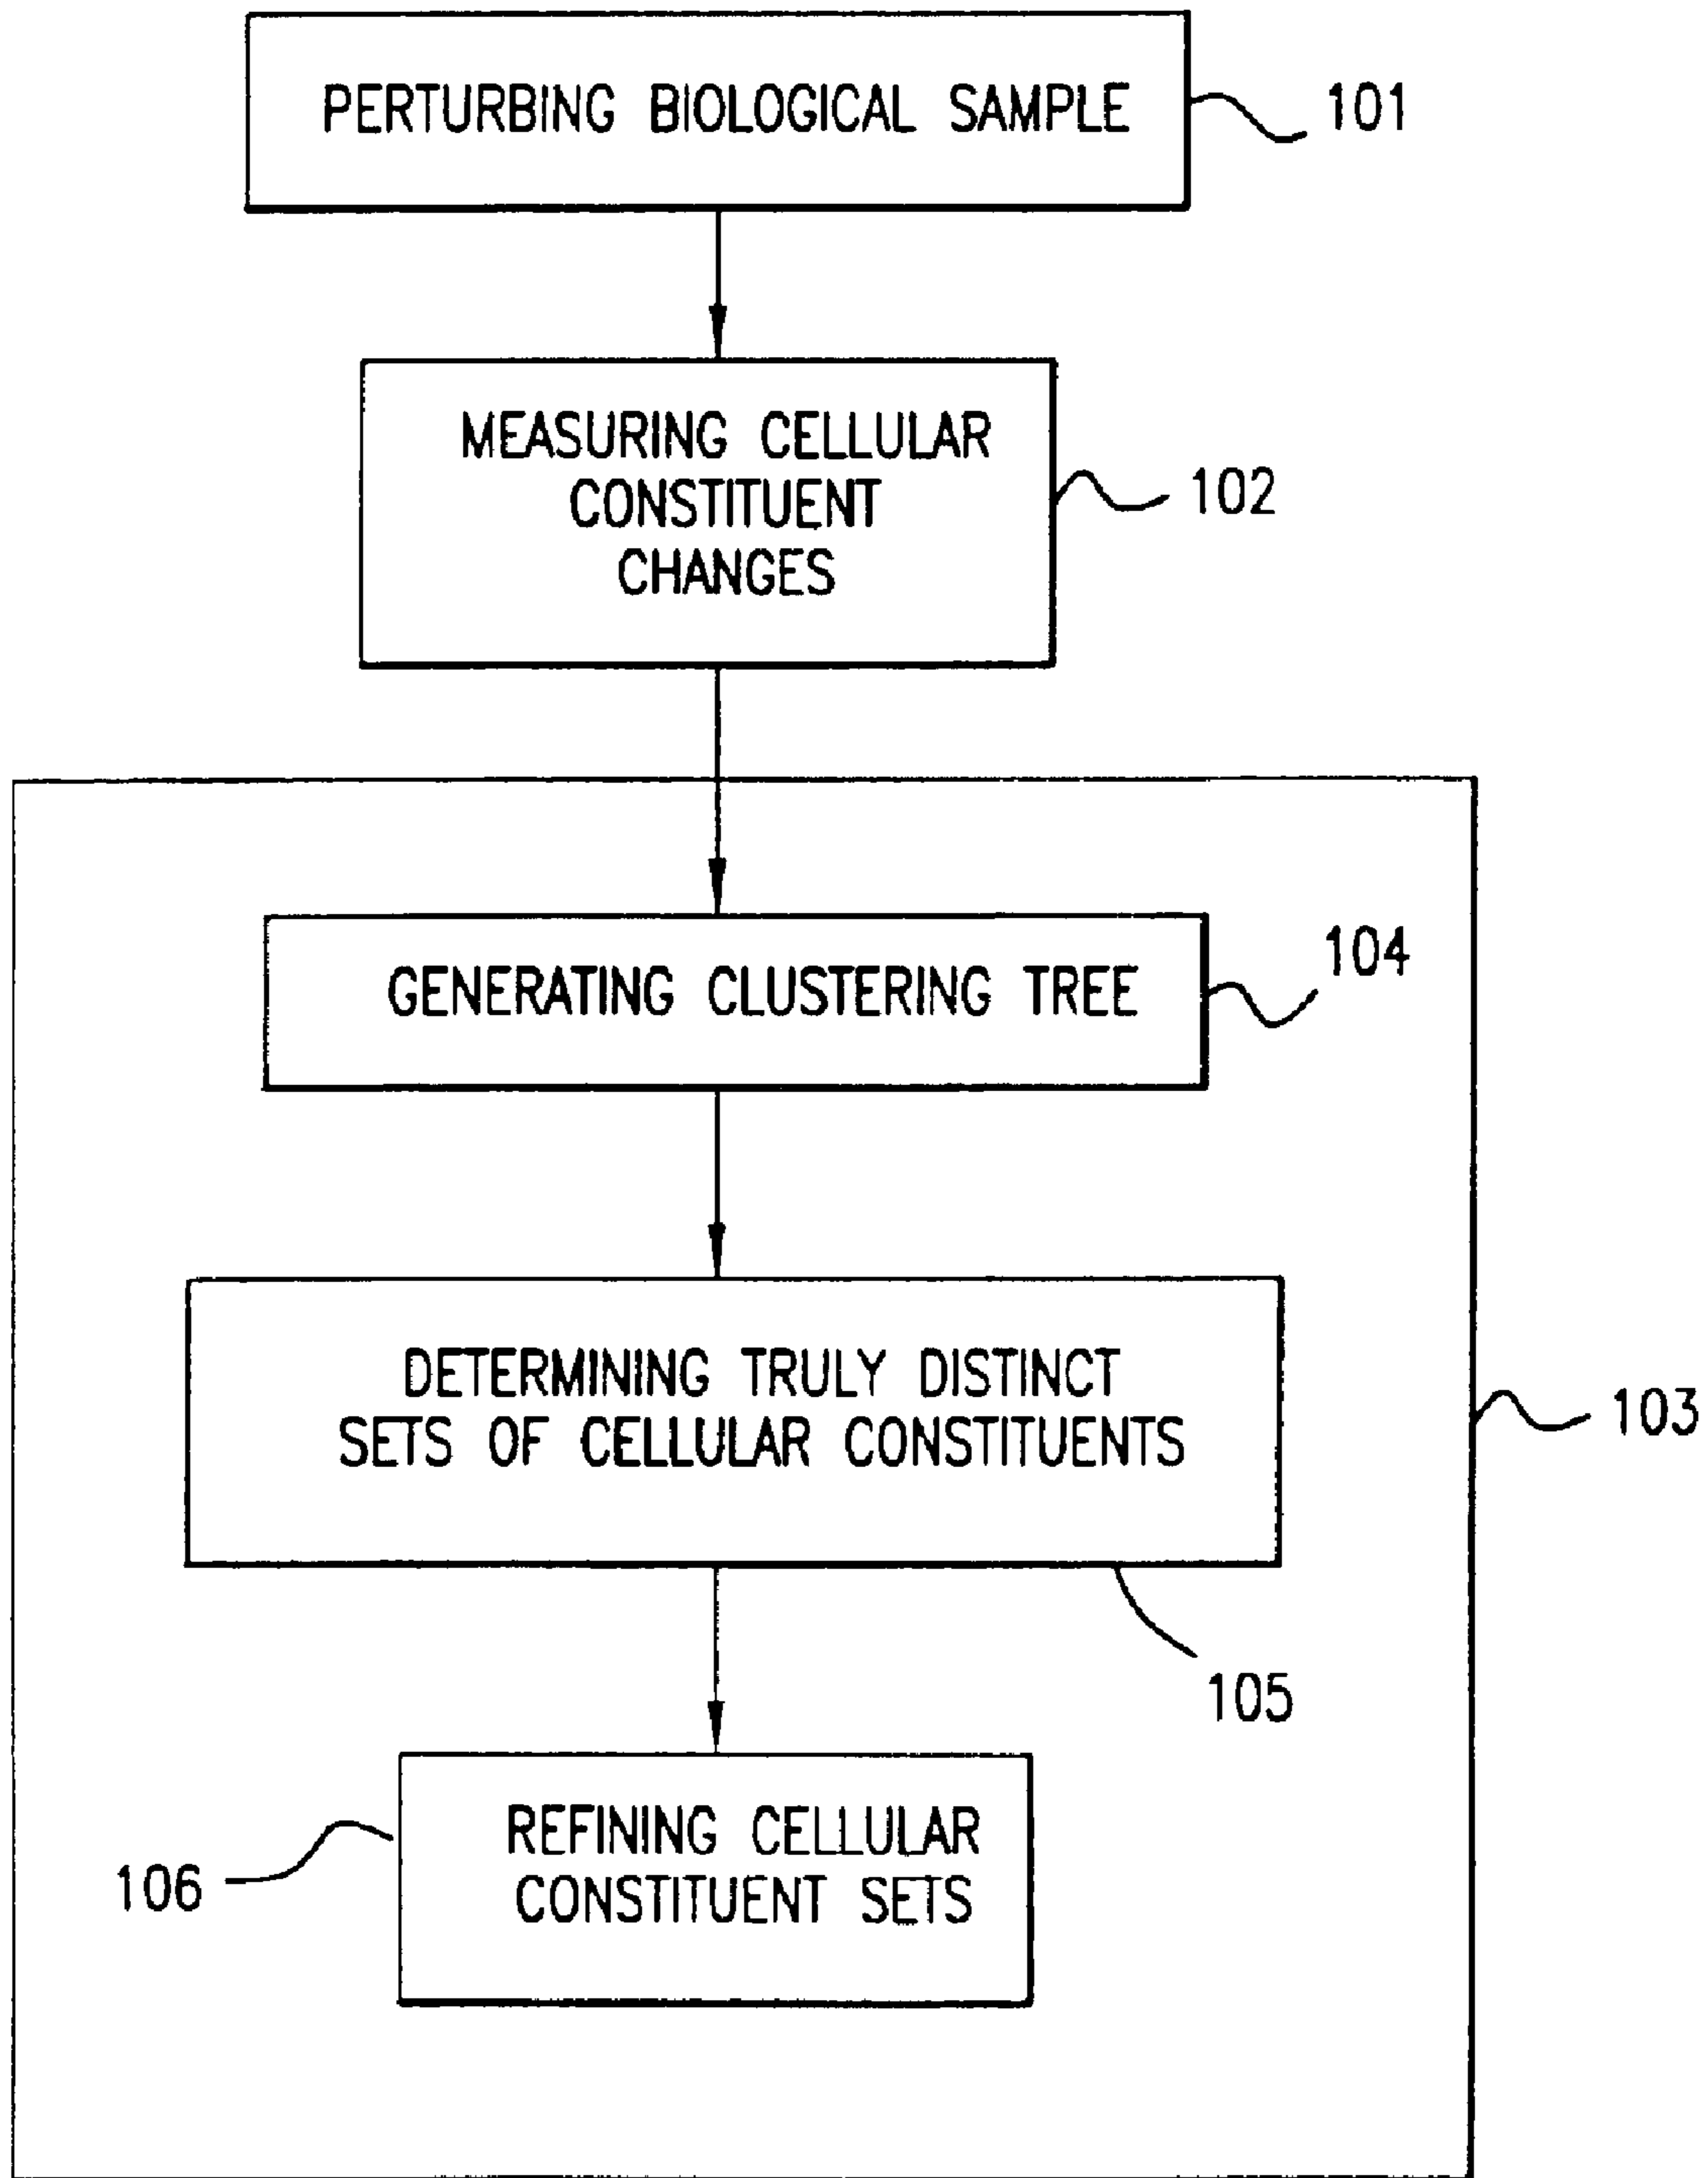 PERTURBING BIOLOGICAL SAMPLE
101
MEASURING CELLULAR
CONSTITUENT
CHANGES
102
GENERATING CLUSTERING TREE
104
DETERMINING TRULY DISTINCT
SETS OF CELLULAR CONSTITUENTS
103
105
REFINING CELLULAR
CONSTITUENT SETS
106